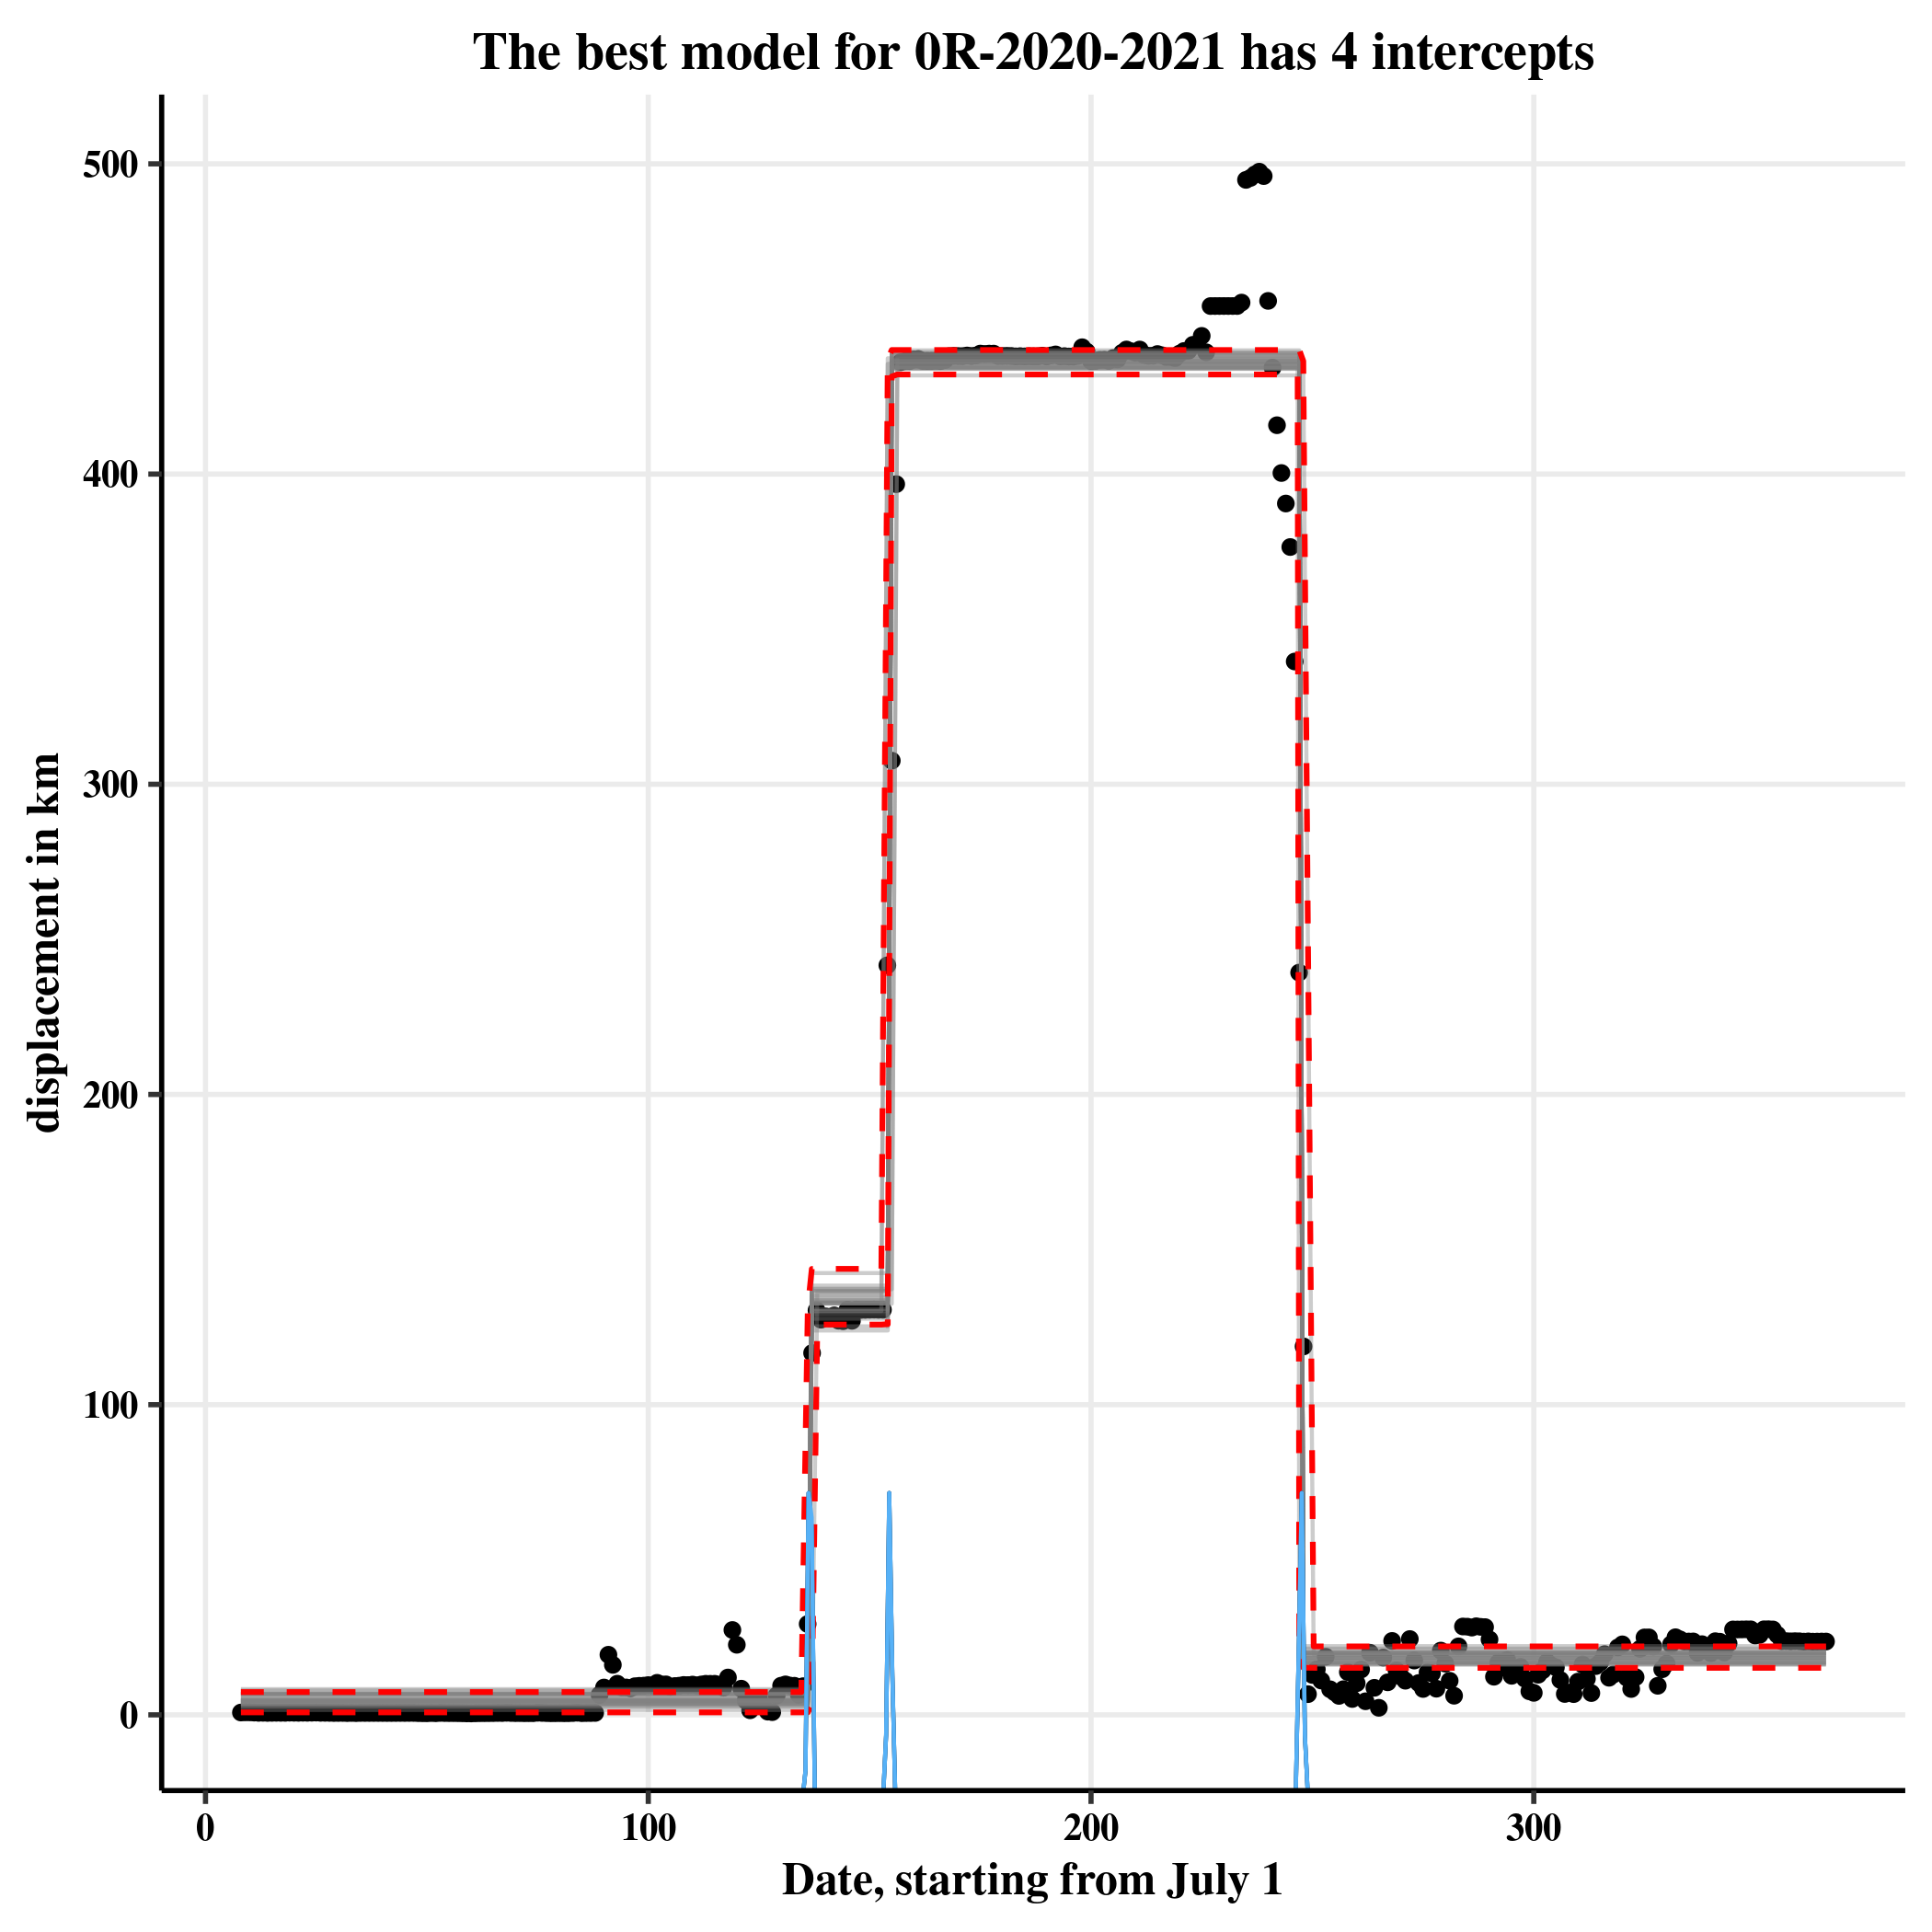 The best model for 0R-2020-2021 has 4 intercepts
displacement in km
500
400
300
200
100
0
0 100 200 300
Date, starting from July 1